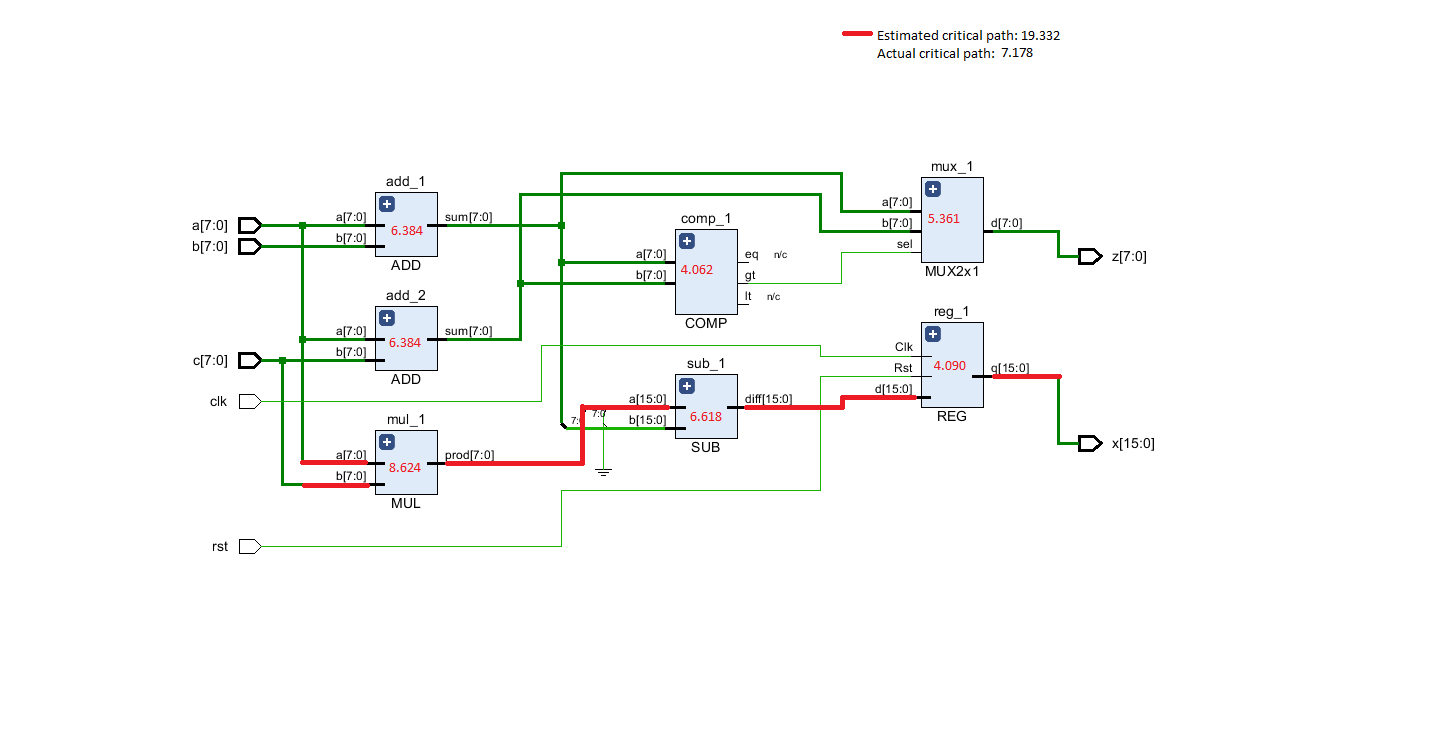 Estimated critical path: 19.332
Actual critical path: 7.178
mux_1
add_1
a[7:0]
b[7:0]
a[7:0]
b[7:0]
6.384
sum[7:0]
ADD
comp_1
a[7:0]
b[7:0]
4.062
eq n/c
gt
lt n/c
COMP
a[7:0]
b[7:0]
sel
5.361
d[7:0]
MUX2x1
z[7:0]
add_2
a[7:0]
b[7:0]
6.384
sum[7:0]
ADD
c[7:0]
clk
reg_1
Clk
Rst
d[15:0]
4.090
q[15:0]
REG
sub_1
a[15:0]
b[15:0]
6.618
diff[15:0]
SUB
7:0
x[15:0]
mul_1
a[7:0]
b[7:0]
8.624
prod[7:0]
MUL
rst